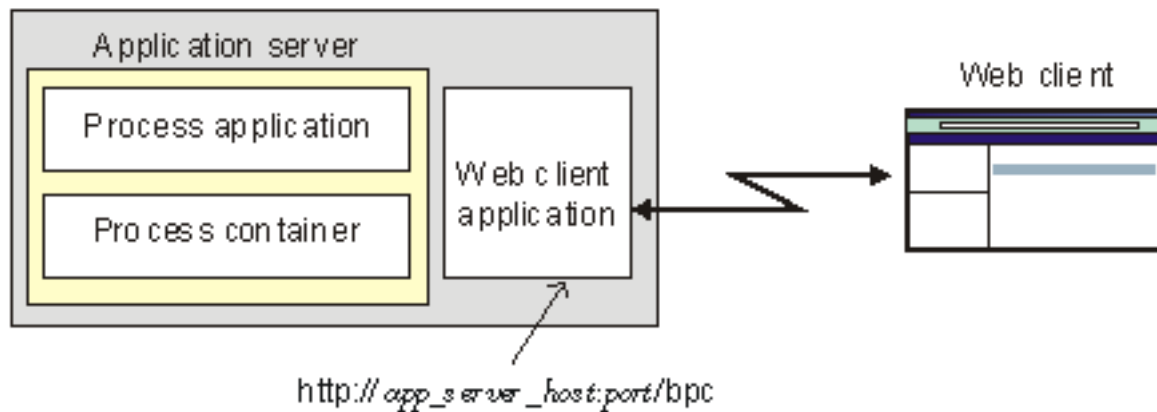 Application server
Process application
Process container
Web client
application
Web client
http://app_server_host:port/bpc